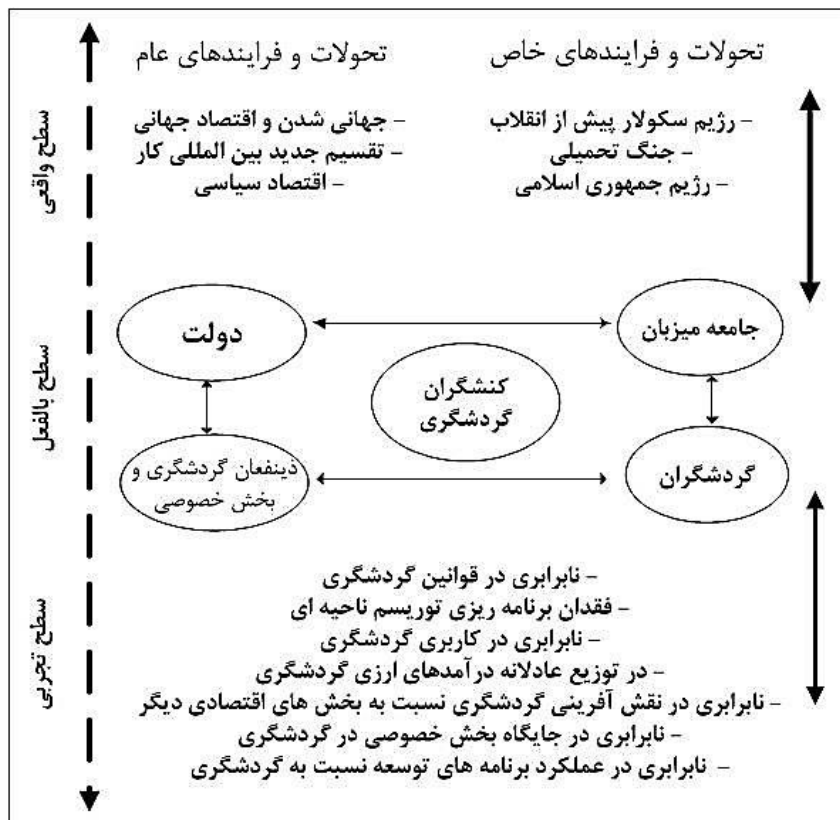 تحولات و فرایندهای خاص
تحولات و فرایندهای عام
– رژیم سکولار پیش از انقلاب
– جنگ تحمیلی
– رژیم جمهوری اسلامی
– جهانی شدن و اقتصاد جهانی
– تقسیم جدید بین المللی کار
– اقتصاد سیاسی
سطح واقعی
جامعه میزبان
دولت
کنشگران
گردشگری
سطح بالفعل
گردشگران
ذینفعان گردشگری و
بخش خصوصی
– نابرابری در قوانین گردشگری
– فقدان برنامه ریزی توریسم ناحیه ای
– نابرابری در کاربری گردشگری
– در توزیع عادلانه درآمدهای ارزی گردشگری
– نابرابری در نقش آفرینی گردشگری نسبت به بخش های اقتصادی دیگر
– نابرابری در جایگاه بخش خصوصی در گردشگری
– نابرابری در عملکرد برنامه های توسعه نسبت به گردشگری
سطح تجربی